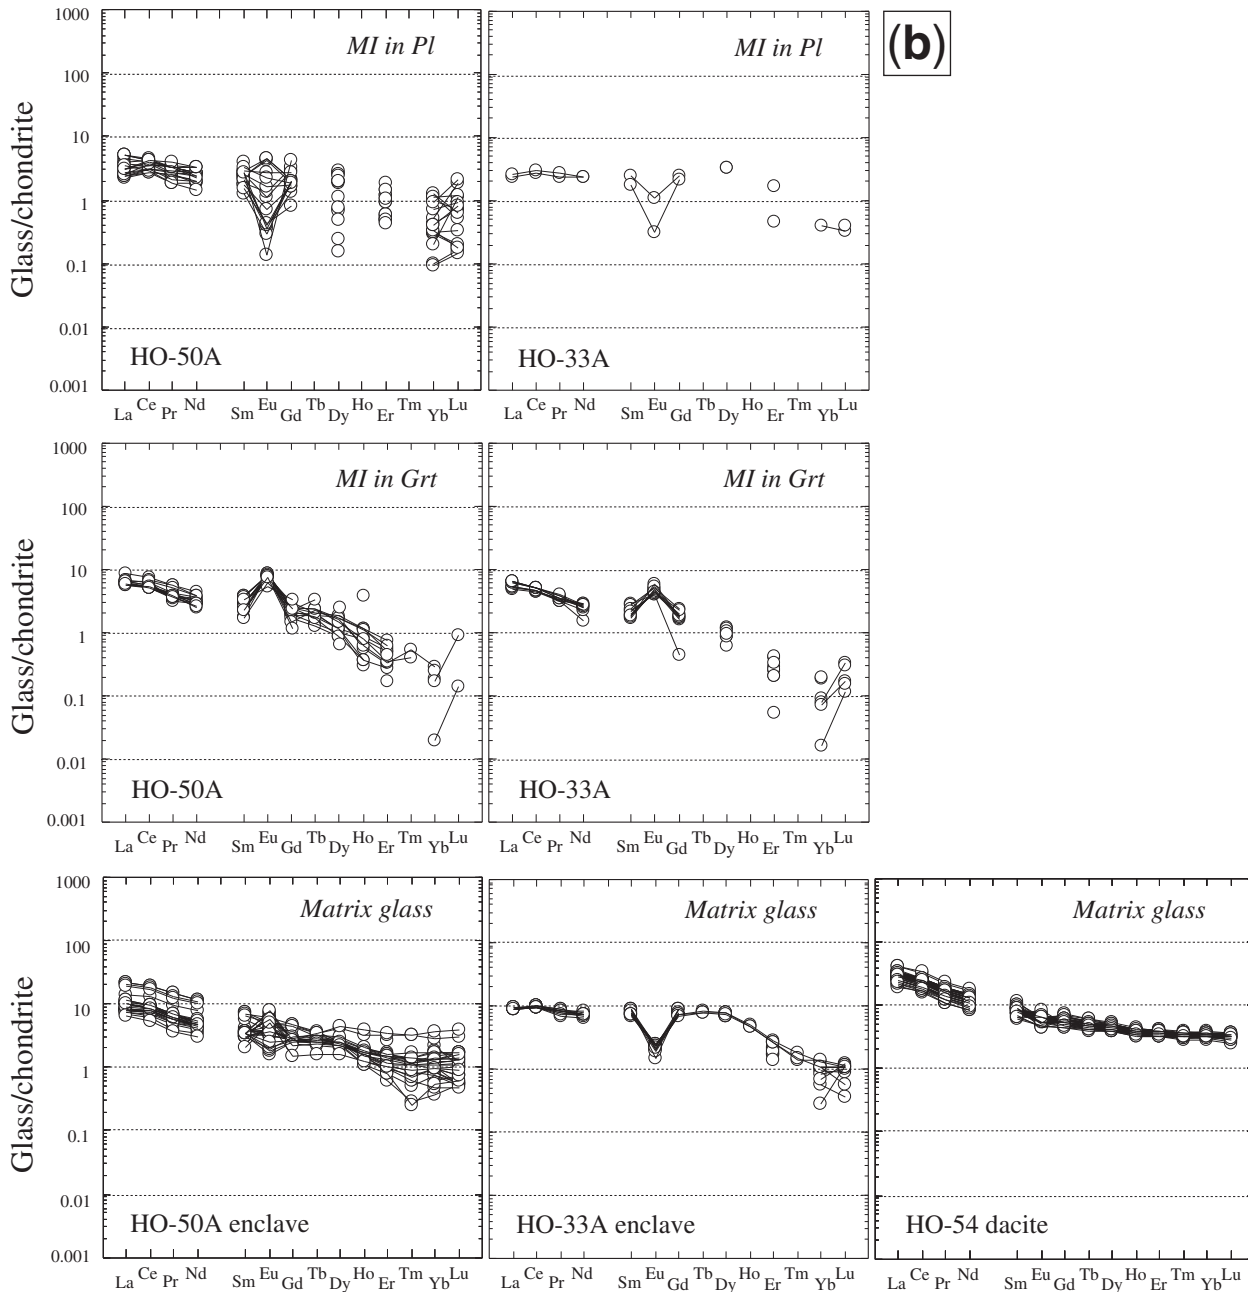 (b)
Glass/chondrite
1000
100
10
1
0.1
0.01
0.001
MI in Pl
HO-50A
La Ce Pr Nd Sm Eu Gd Tb Dy Ho Er Tm Yb Lu
MI in Pl
HO-33A
La Ce Pr Nd Sm Eu Gd Tb Dy Ho Er Tm Yb Lu
Glass/chondrite
1000
100
10
1
0.1
0.01
0.001
MI in Grt
HO-50A
La Ce Pr Nd Sm Eu Gd Tb Dy Ho Er Tm Yb Lu
MI in Grt
HO-33A
La Ce Pr Nd Sm Eu Gd Tb Dy Ho Er Tm Yb Lu
Glass/chondrite
1000
100
10
1
0.1
0.01
0.001
Matrix glass
HO-50A enclave
La Ce Pr Nd Sm Eu Gd Tb Dy Ho Er Tm Yb Lu
Matrix glass
HO-33A enclave
La Ce Pr Nd Sm Eu Gd Tb Dy Ho Er Tm Yb Lu
Matrix glass
HO-54 dacite
La Ce Pr Nd Sm Eu Gd Tb Dy Ho Er Tm Yb Lu